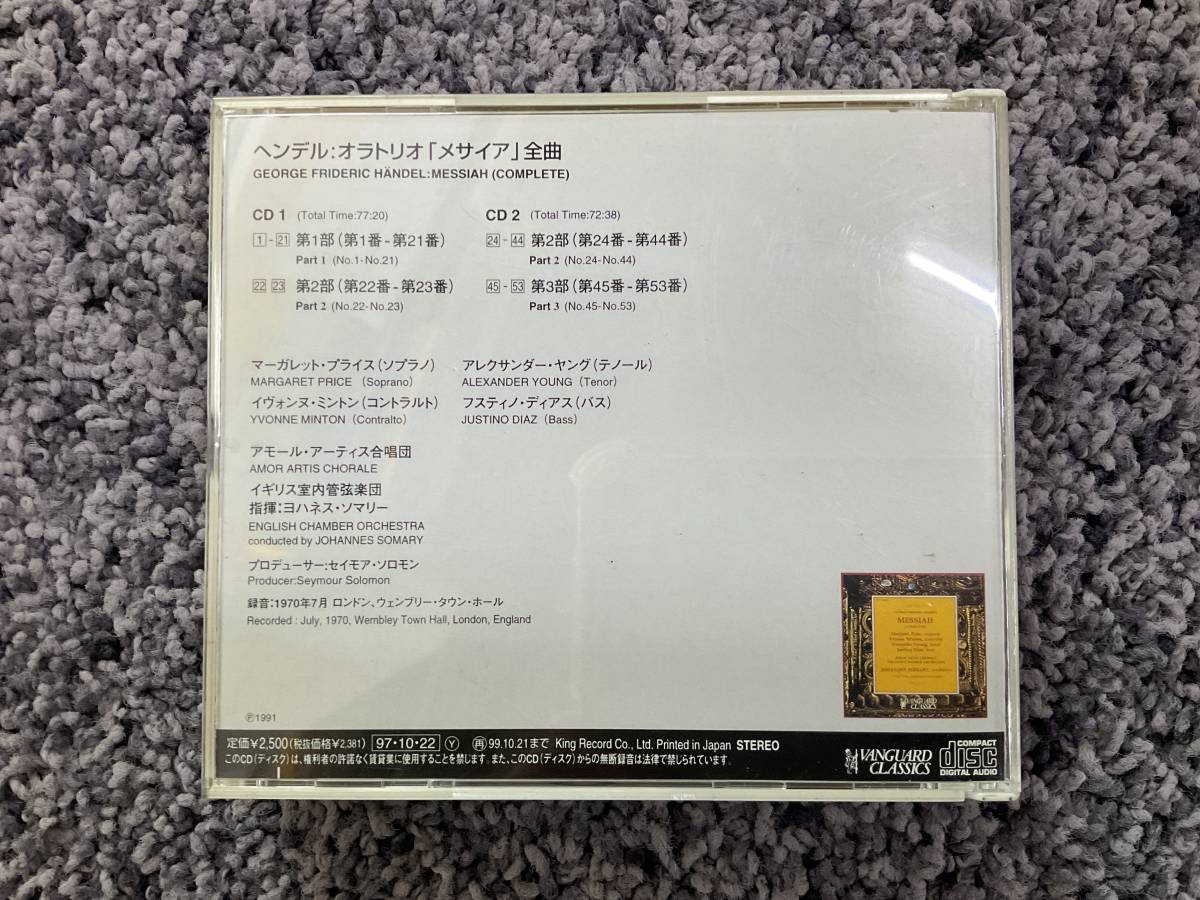 ヘンデル:オラトリオ「メサイア」全曲
GEORGE FRIDERIC HÄNDEL:MESSIAH (COMPLETE)
CD 1 (Total Time:77:20)
1 - 21 第1部(第1番-第21番)
Part 1 (No.1-No.21)
22 23 第2部(第22番-第23番)
Part 2 (No.22-No.23)
CD 2 (Total Time:72:38)
24 - 44 第2部(第24番-第44番)
Part 2 (No.24-No.44)
45 - 53 第3部(第45番-第53番)
Part 3 (No.45-No.53)
マーガレット・プライス(ソプラノ)
MARGARET PRICE (Soprano)
イヴォンヌ・ミントン(コントラルト)
YVONNE MINTON (Contralto)
アレクサンダー・ヤング(テノール)
ALEXANDER YOUNG (Tenor)
フスティノ・ディアス(バス)
JUSTINO DIAZ (Bass)
アモール・アーティス合唱団
AMOR ARTIS CHORALE
イギリス室内管弦楽団
指揮:ヨハネス・ソマリー
ENGLISH CHAMBER ORCHESTRA
conducted by JOHANNES SOMARY
プロデューサー:セイモア・ソロモン
Producer:Seymour Solomon
録音:1970年7月 ロンドン、ウェンブリー・タウン・ホール
Recorded : July, 1970, Wembley Town Hall, London, England
MESSIAH
VANGUARD
CLASSICS
Ⓟ1991
定価¥2,500(税抜価格¥2,381) 97・10・22 Ⓨ 再 99.10.21まで King Record Co., Ltd. Printed in Japan STEREO
このCD(ディスク)は、権利者の許諾なく賃貸業に使用することを禁じます。また、このCD(ディスク)からの無断録音は法律で禁じられています。
VANGUARD
CLASSICS
COMPACT
disc
DIGITAL AUDIO